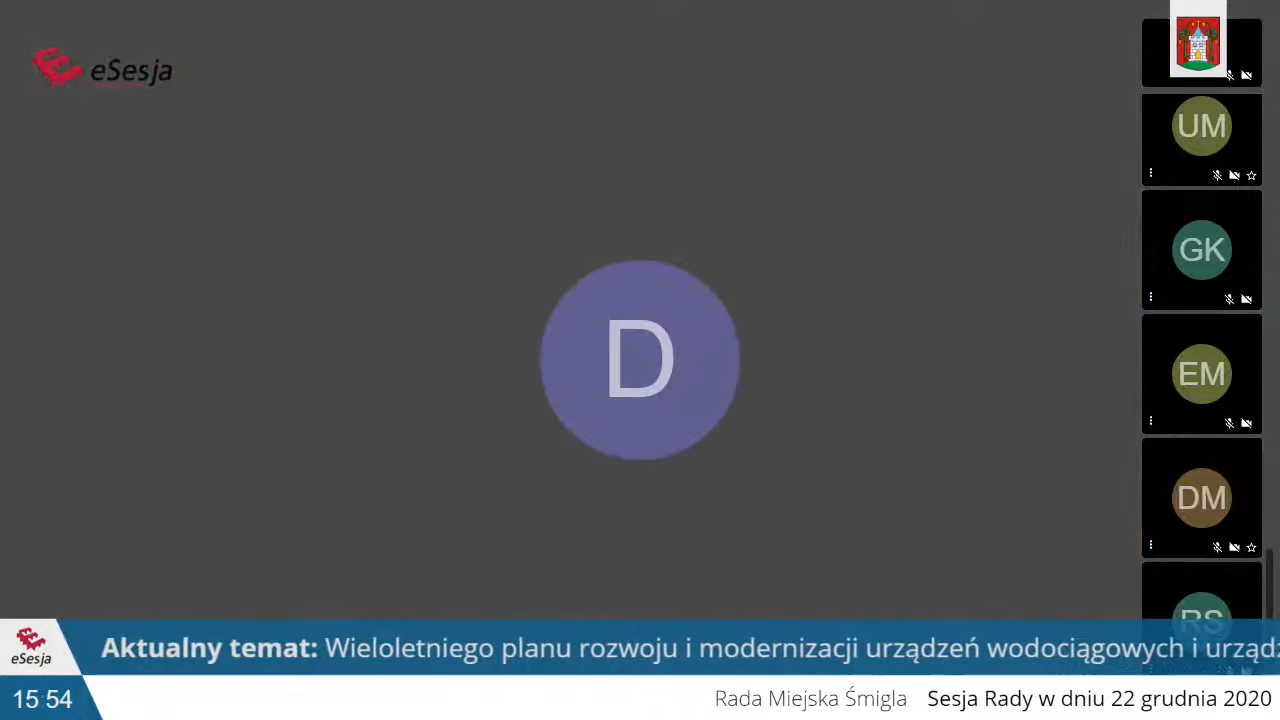 eSesja
UM
GK
EM
D
DM
RS
Aktualny temat: Wieloletniego planu rozwoju i modernizacji urządzeń wodociągowych i urządz
eSesja
15:54
Rada Miejska Śmigla Sesja Rady w dniu 22 grudnia 2020